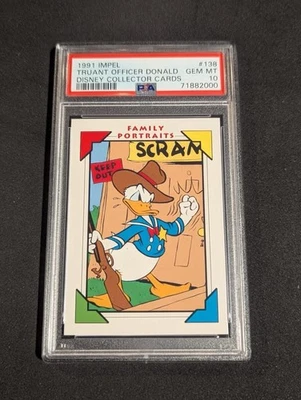 1991 IMPEL #138
TRUANT OFFICER DONALD GEM MT
DISNEY COLLECTOR CARDS 10
PSA 71882000
FAMILY
PORTRAITS
SCRAM
KEEP
OUT